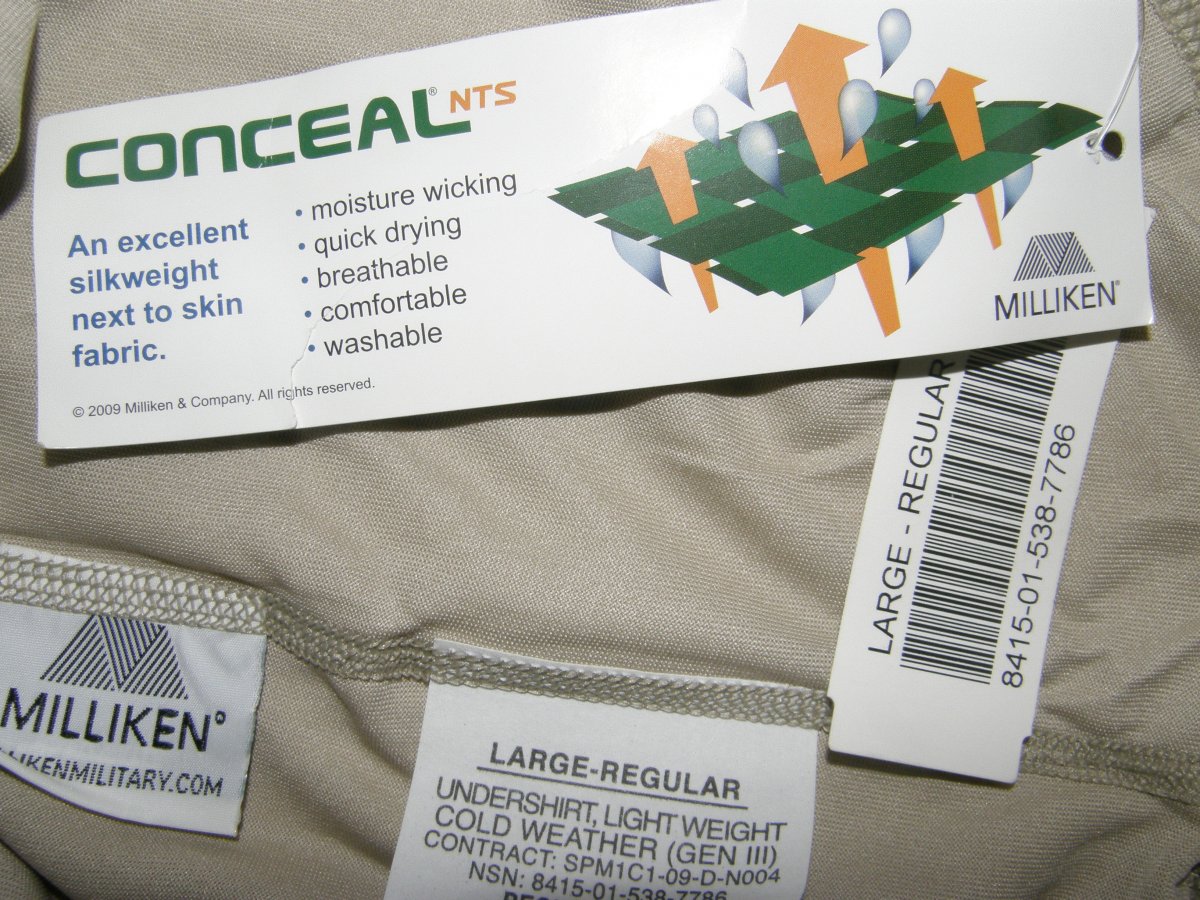 CONCEAL® NTS
An excellent
silkweight
next to skin
fabric.
• moisture wicking
• quick drying
• breathable
• comfortable
• washable
© 2009 Milliken & Company. All rights reserved.
MILLIKEN®
LARGE - REGULAR
8415-01-538-7786
MILLIKEN®
LIKENMILITARY.COM
LARGE-REGULAR
UNDERSHIRT, LIGHT WEIGHT
COLD WEATHER (GEN III)
CONTRACT: SPM1C1-09-D-N004
NSN: 8415-01-538-7786